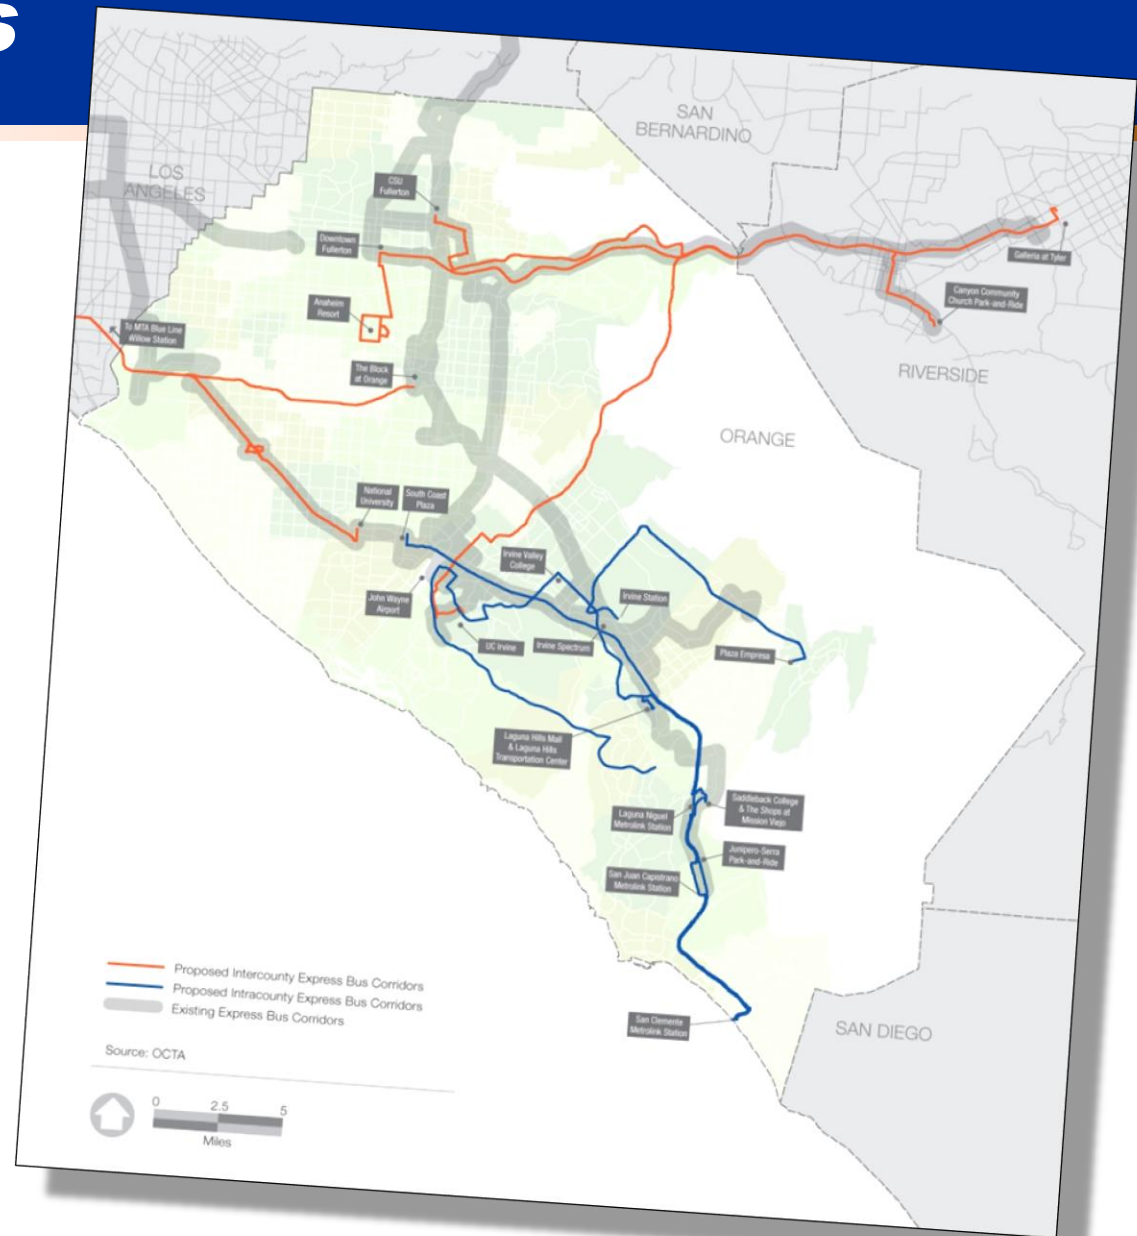 s
SAN
BERNARDINO
LOS
ANGELES
CSU
Fullerton
Downtown
Fullerton
Galleria at Tyler
Anaheim
Resort
Canyon Community
Church Park-and-Ride
To MTA Blue Line
Willow Station
The Block
at Orange
RIVERSIDE
ORANGE
National
University
South Coast
Plaza
Irvine Valley
College
John Wayne
Airport
Irvine Station
UC Irvine
Irvine Spectrum
Plaza Empresa
Laguna Hills Mall
& Laguna Hills
Transportation Center
Laguna Niguel
Metrolink Station
Saddleback College
& The Shops at
Mission Viejo
Junipero-Serra
Park-and-Ride
San Juan Capistrano
Metrolink Station
Proposed Intercounty Express Bus Corridors
Proposed Intracounty Express Bus Corridors
Existing Express Bus Corridors
San Clemente
Metrolink Station
SAN DIEGO
Source: OCTA
0 2.5 5
Miles